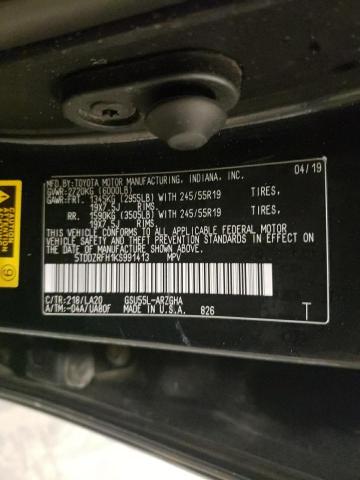 MFD. BY:TOYOTA MOTOR MANUFACTURING, INDIANA, INC. 04/19
GVWR:2720KG (6000LB)
GAWR:FRT. 1345KG (2955LB) WITH 245/55R19 TIRES,
19X7.5J RIMS,
RR. 1590KG (3505LB) WITH 245/55R19 TIRES,
19X7.5J RIMS,
THIS VEHICLE CONFORMS TO ALL APPLICABLE FEDERAL MOTOR
VEHICLE SAFETY AND THEFT PREVENTION STANDARDS IN EFFECT ON
THE DATE OF MANUFACTURE SHOWN ABOVE.
5TDDZRFH1KS991413 MPV
C/TR:218/LA20 GSU55L-ARZGHA
A/TM:-04A/UA80F MADE IN U.S.A. 826 T